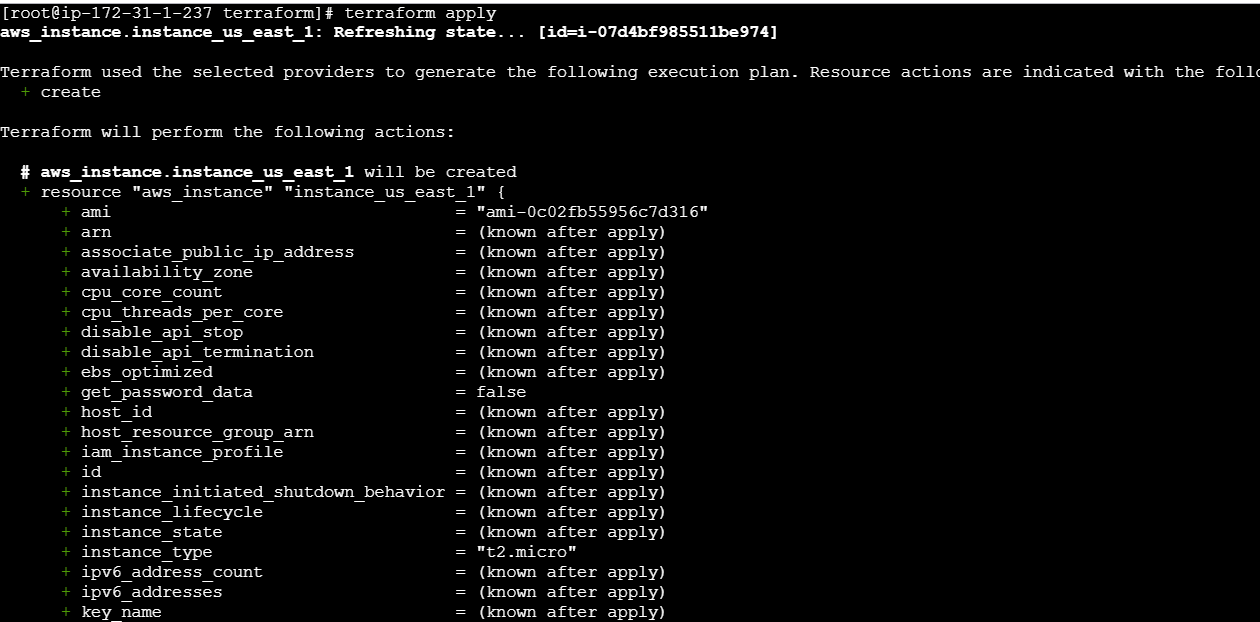 [root@ip-172-31-1-237 terraform]# terraform apply
aws_instance.instance_us_east_1: Refreshing state... [id=i-07d4bf985511be974]
Terraform used the selected providers to generate the following execution plan. Resource actions are indicated with the follo
+ create
Terraform will perform the following actions:
# aws_instance.instance_us_east_1 will be created
+ resource "aws_instance" "instance_us_east_1" {
+ ami = "ami-0c02fb55956c7d316"
+ arn = (known after apply)
+ associate_public_ip_address = (known after apply)
+ availability_zone = (known after apply)
+ cpu_core_count = (known after apply)
+ cpu_threads_per_core = (known after apply)
+ disable_api_stop = (known after apply)
+ disable_api_termination = (known after apply)
+ ebs_optimized = (known after apply)
+ get_password_data = false
+ host_id = (known after apply)
+ host_resource_group_arn = (known after apply)
+ iam_instance_profile = (known after apply)
+ id = (known after apply)
+ instance_initiated_shutdown_behavior = (known after apply)
+ instance_lifecycle = (known after apply)
+ instance_state = (known after apply)
+ instance_type = "t2.micro"
+ ipv6_address_count = (known after apply)
+ ipv6_addresses = (known after apply)
+ key_name = (known after apply)